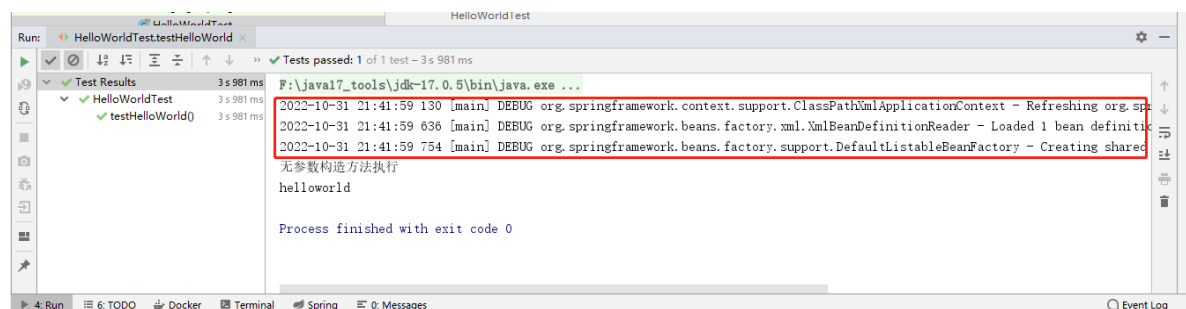 HelloWorldTest
HelloWorldTest
Run: HelloWorldTest.testHelloWorld ×
» Tests passed: 1 of 1 test – 3 s 981 ms
Test Results 3 s 981 ms
HelloWorldTest 3 s 981 ms
testHelloWorld() 3 s 981 ms
F:\java17_tools\jdk-17.0.5\bin\java.exe ...
2022-10-31 21:41:59 130 [main] DEBUG org.springframework.context.support.ClassPathXmlApplicationContext - Refreshing org.spr
2022-10-31 21:41:59 636 [main] DEBUG org.springframework.beans.factory.xml.XmlBeanDefinitionReader - Loaded 1 bean definitio
2022-10-31 21:41:59 754 [main] DEBUG org.springframework.beans.factory.support.DefaultListableBeanFactory - Creating shared
无参数构造方法执行
helloworld
Process finished with exit code 0
4: Run 6: TODO Docker Terminal Spring 0: Messages Event Log